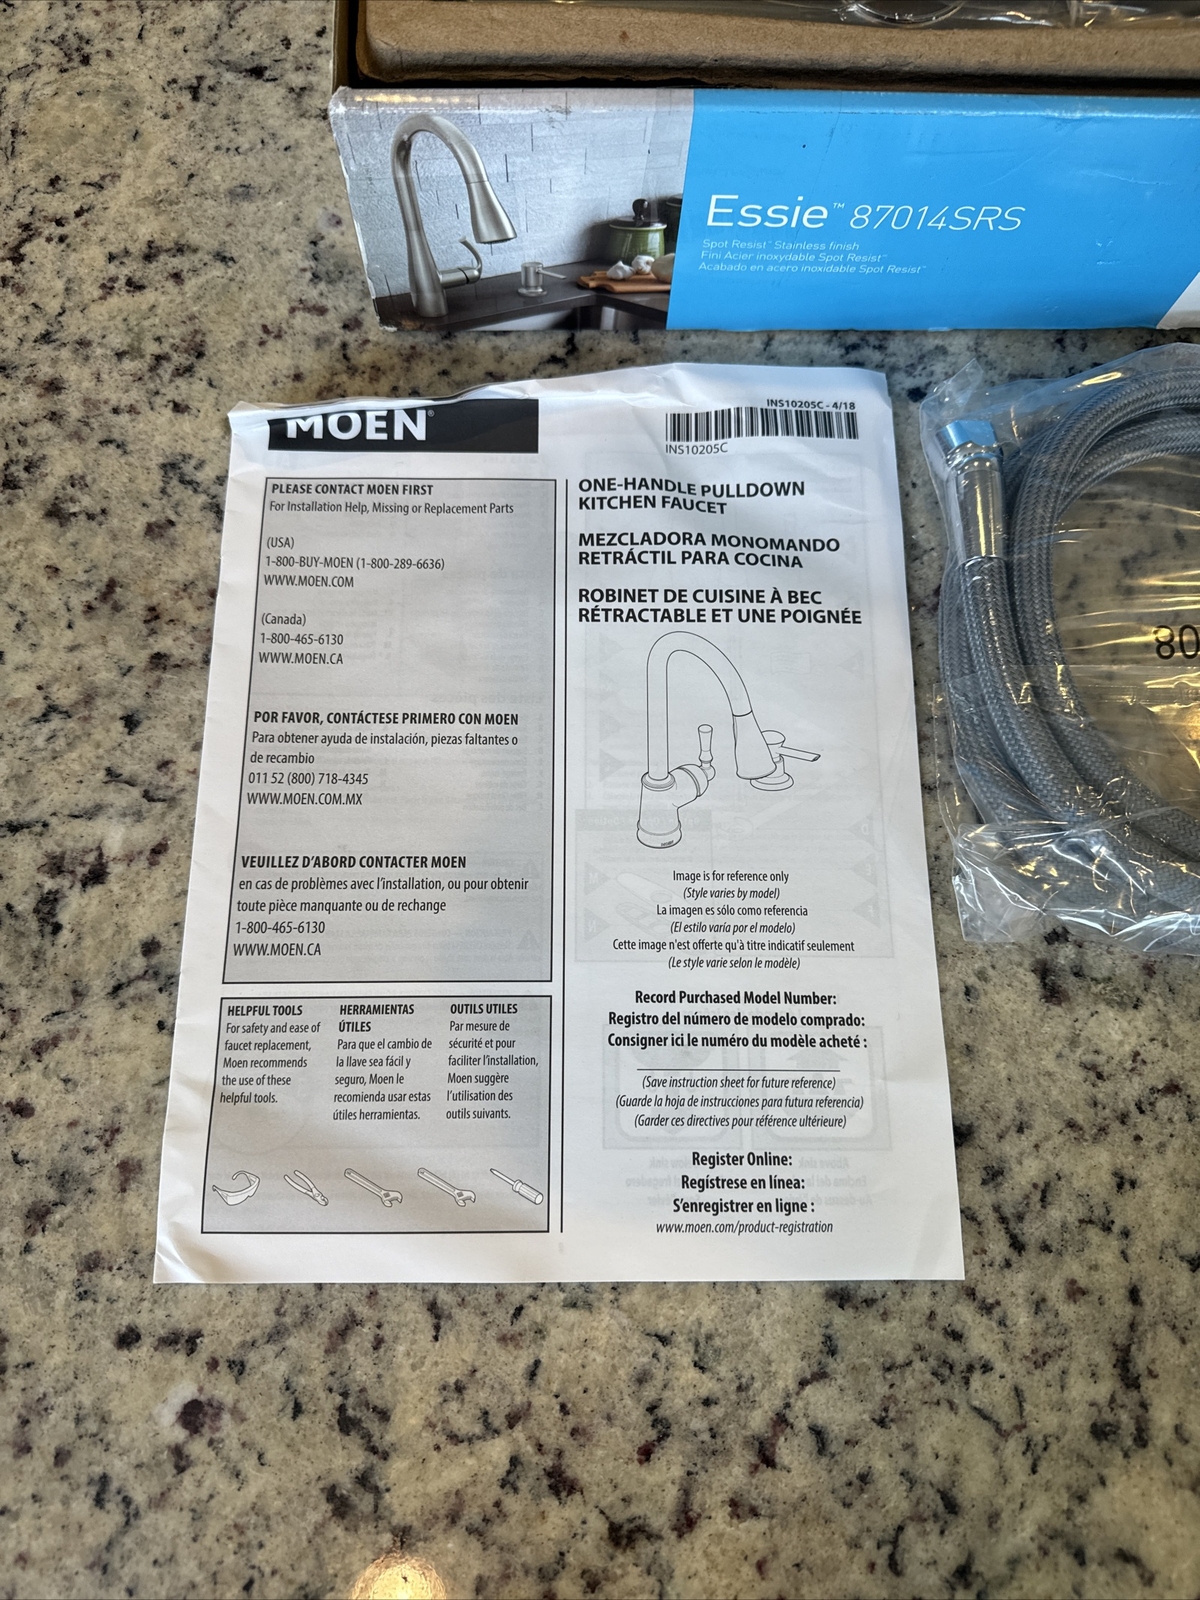 Essie™ 87014SRS
Spot Resist™ Stainless finish
Fini Acier inoxydable Spot Resist™
Acabado en acero inoxidable Spot Resist™
MOEN®
INS10205C - 4/18
INS10205C
PLEASE CONTACT MOEN FIRST
For Installation Help, Missing or Replacement Parts
(USA)
1-800-BUY-MOEN (1-800-289-6636)
WWW.MOEN.COM
(Canada)
1-800-465-6130
WWW.MOEN.CA
POR FAVOR, CONTÁCTESE PRIMERO CON MOEN
Para obtener ayuda de instalación, piezas faltantes o
de recambio
011 52 (800) 718-4345
WWW.MOEN.COM.MX
VEUILLEZ D'ABORD CONTACTER MOEN
en cas de problèmes avec l'installation, ou pour obtenir
toute pièce manquante ou de rechange
1-800-465-6130
WWW.MOEN.CA
HELPFUL TOOLS
For safety and ease of
faucet replacement,
Moen recommends
the use of these
helpful tools.
HERRAMIENTAS
ÚTILES
Para que el cambio de
la llave sea fácil y
seguro, Moen le
recomienda usar estas
útiles herramientas.
OUTILS UTILES
Par mesure de
sécurité et pour
faciliter l'installation,
Moen suggère
l'utilisation des
outils suivants.
ONE-HANDLE PULLDOWN
KITCHEN FAUCET
MEZCLADORA MONOMANDO
RETRÁCTIL PARA COCINA
ROBINET DE CUISINE À BEC
RÉTRACTABLE ET UNE POIGNÉE
Image is for reference only
(Style varies by model)
La imagen es sólo como referencia
(El estilo varía por el modelo)
Cette image n'est offerte qu'à titre indicatif seulement
(Le style varie selon le modèle)
Record Purchased Model Number:
Registro del número de modelo comprado:
Consigner ici le numéro du modèle acheté :
(Save instruction sheet for future reference)
(Guarde la hoja de instrucciones para futura referencia)
(Garder ces directives pour référence ultérieure)
Register Online:
Regístrese en línea:
S'enregistrer en ligne :
www.moen.com/product-registration
80